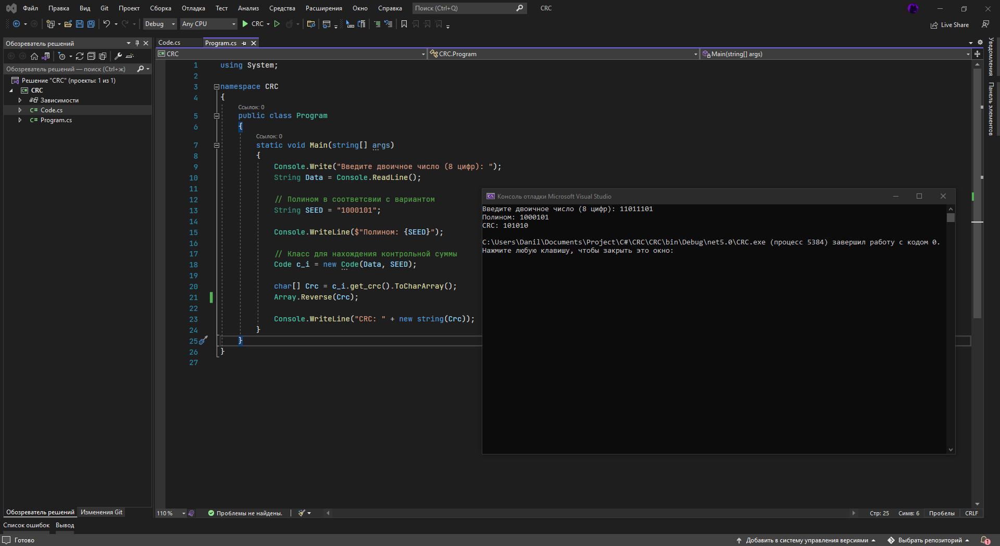 Файл Правка Вид Git Проект Сборка Отладка Тест Анализ Средства Расширения Окно Справка Поиск (Ctrl+Q) CRC
Debug Any CPU CRC Live Share
Обозреватель решений
Обозреватель решений — поиск (Ctrl+ж)
Решение "CRC" (проекты: 1 из 1)
C# CRC
Зависимости
C# Code.cs
C# Program.cs
Code.cs Program.cs
C# CRC CRC.Program Main(string[] args)
1 using System;
2
3 namespace CRC
4 {
Ссылок: 0
5 public class Program
6 {
Ссылок: 0
7 static void Main(string[] args)
8 {
9 Console.Write("Введите двоичное число (8 цифр): ");
10 String Data = Console.ReadLine();
11
12 // Полином в соответсвии с вариантом
13 String SEED = "1000101";
14
15 Console.WriteLine($"Полином: {SEED}");
16
17 // Класс для нахождения контрольной суммы
18 Code c_i = new Code(Data, SEED);
19
20 char[] Crc = c_i.get_crc().ToCharArray();
21 Array.Reverse(Crc);
22
23 Console.WriteLine("CRC: " + new string(Crc));
24 }
25 }
26 }
27
Консоль отладки Microsoft Visual Studio
Введите двоичное число (8 цифр): 11011101
Полином: 1000101
CRC: 101010
C:\Users\Danil\Documents\Project\C#\CRC\CRC\bin\Debug\net5.0\CRC.exe (процесс 5384) завершил работу с кодом 0.
Нажмите любую клавишу, чтобы закрыть это окно:
Уведомления
Панель элементов
Обозреватель решений Изменения Git
110 % Проблемы не найдены. Стр: 25 Симв: 6 Пробелы CRLF
Список ошибок Вывод
Готово Добавить в систему управления версиями Выбрать репозиторий 1